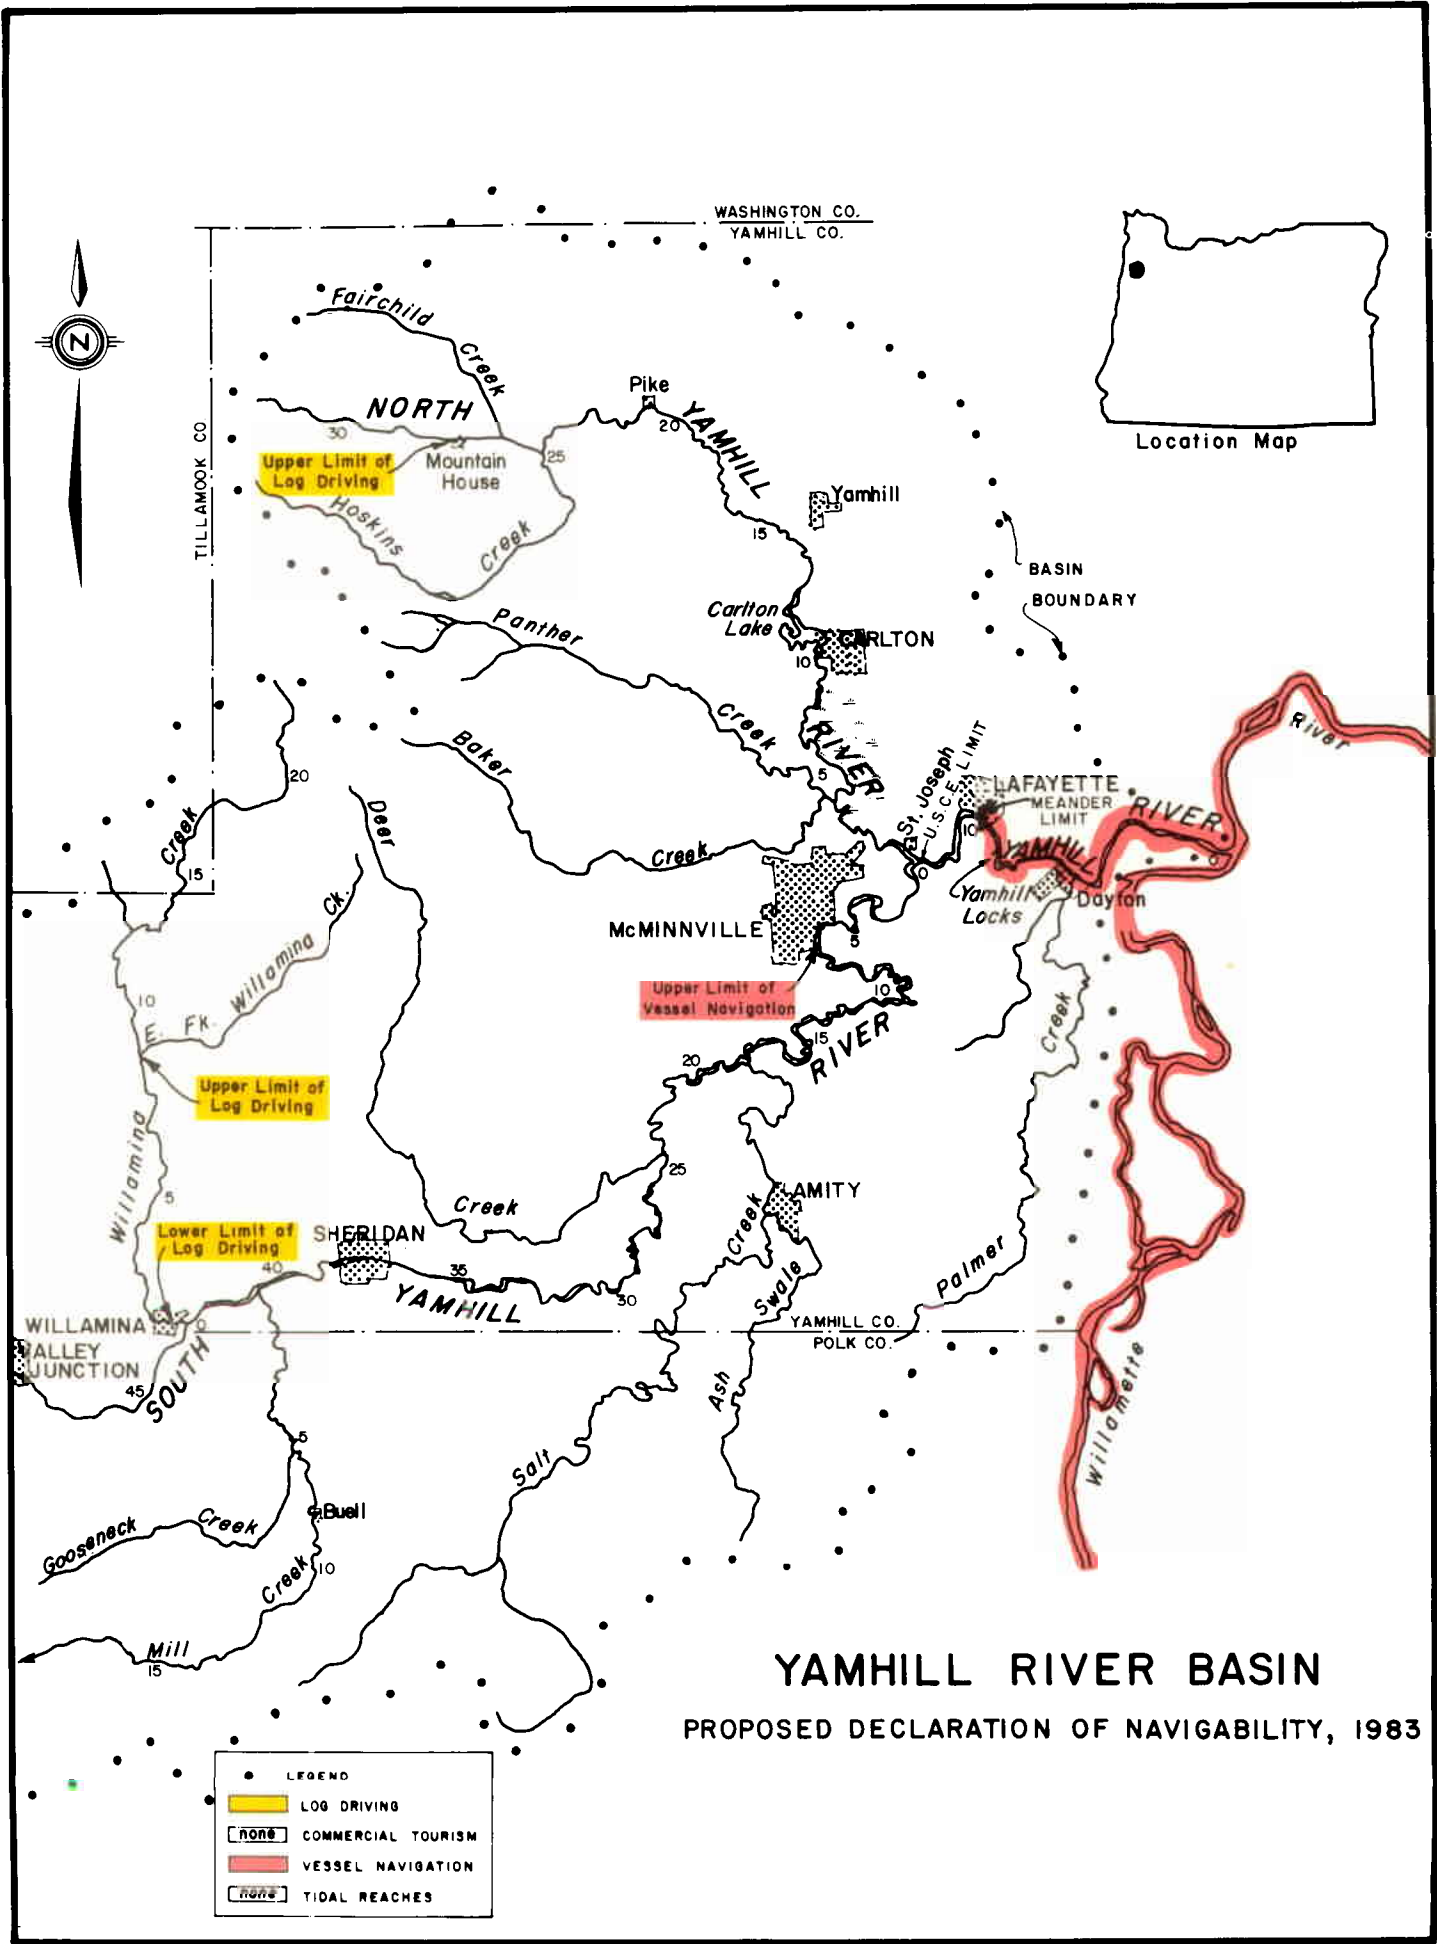 WASHINGTON CO.
YAMHILL CO.
Fairchild
Creek
N
TILLAMOOK CO.
NORTH
YAMHILL
RIVER
Pike
20
30
25
Upper Limit of
Log Driving
Mountain
House
Hoskins
Creek
Yamhill
15
Location Map
BASIN
BOUNDARY
Carlton
Lake
CARLTON
10
Panther
Creek
5
Baker
Creek
St. Joseph
U.S.C.E. LIMIT
LAFAYETTE
MEANDER
LIMIT
10
YAMHILL
RIVER
River
0
0
Yamhill
Locks
Dayton
20
Creek
15
Deer
Creek
McMINNVILLE
5
10
Upper Limit of
Vessel Navigation
15
RIVER
20
10
E. Fk. Willamina Ck.
Upper Limit of
Log Driving
Willamina
5
Lower Limit of
Log Driving
SHERIDAN
40
35
YAMHILL
30
25
AMITY
Creek
Swale
Ash
Salt
Palmer
Creek
YAMHILL CO.
POLK CO.
Willamette
WILLAMINA
0
VALLEY
JUNCTION
45
SOUTH
5
Buell
Gooseneck
Creek
Creek
10
Mill
15
YAMHILL RIVER BASIN
PROPOSED DECLARATION OF NAVIGABILITY, 1983
LEGEND
LOG DRIVING
none COMMERCIAL TOURISM
VESSEL NAVIGATION
none TIDAL REACHES